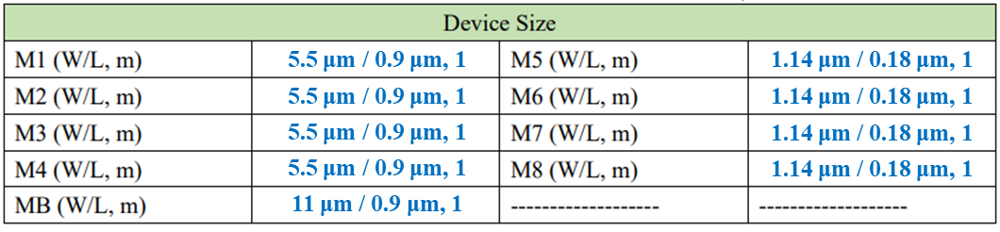 Device Size
M1 (W/L, m) 5.5 μm / 0.9 μm, 1 M5 (W/L, m) 1.14 μm / 0.18 μm, 1
M2 (W/L, m) 5.5 μm / 0.9 μm, 1 M6 (W/L, m) 1.14 μm / 0.18 μm, 1
M3 (W/L, m) 5.5 μm / 0.9 μm, 1 M7 (W/L, m) 1.14 μm / 0.18 μm, 1
M4 (W/L, m) 5.5 μm / 0.9 μm, 1 M8 (W/L, m) 1.14 μm / 0.18 μm, 1
MB (W/L, m) 11 μm / 0.9 μm, 1 ------------------- -------------------